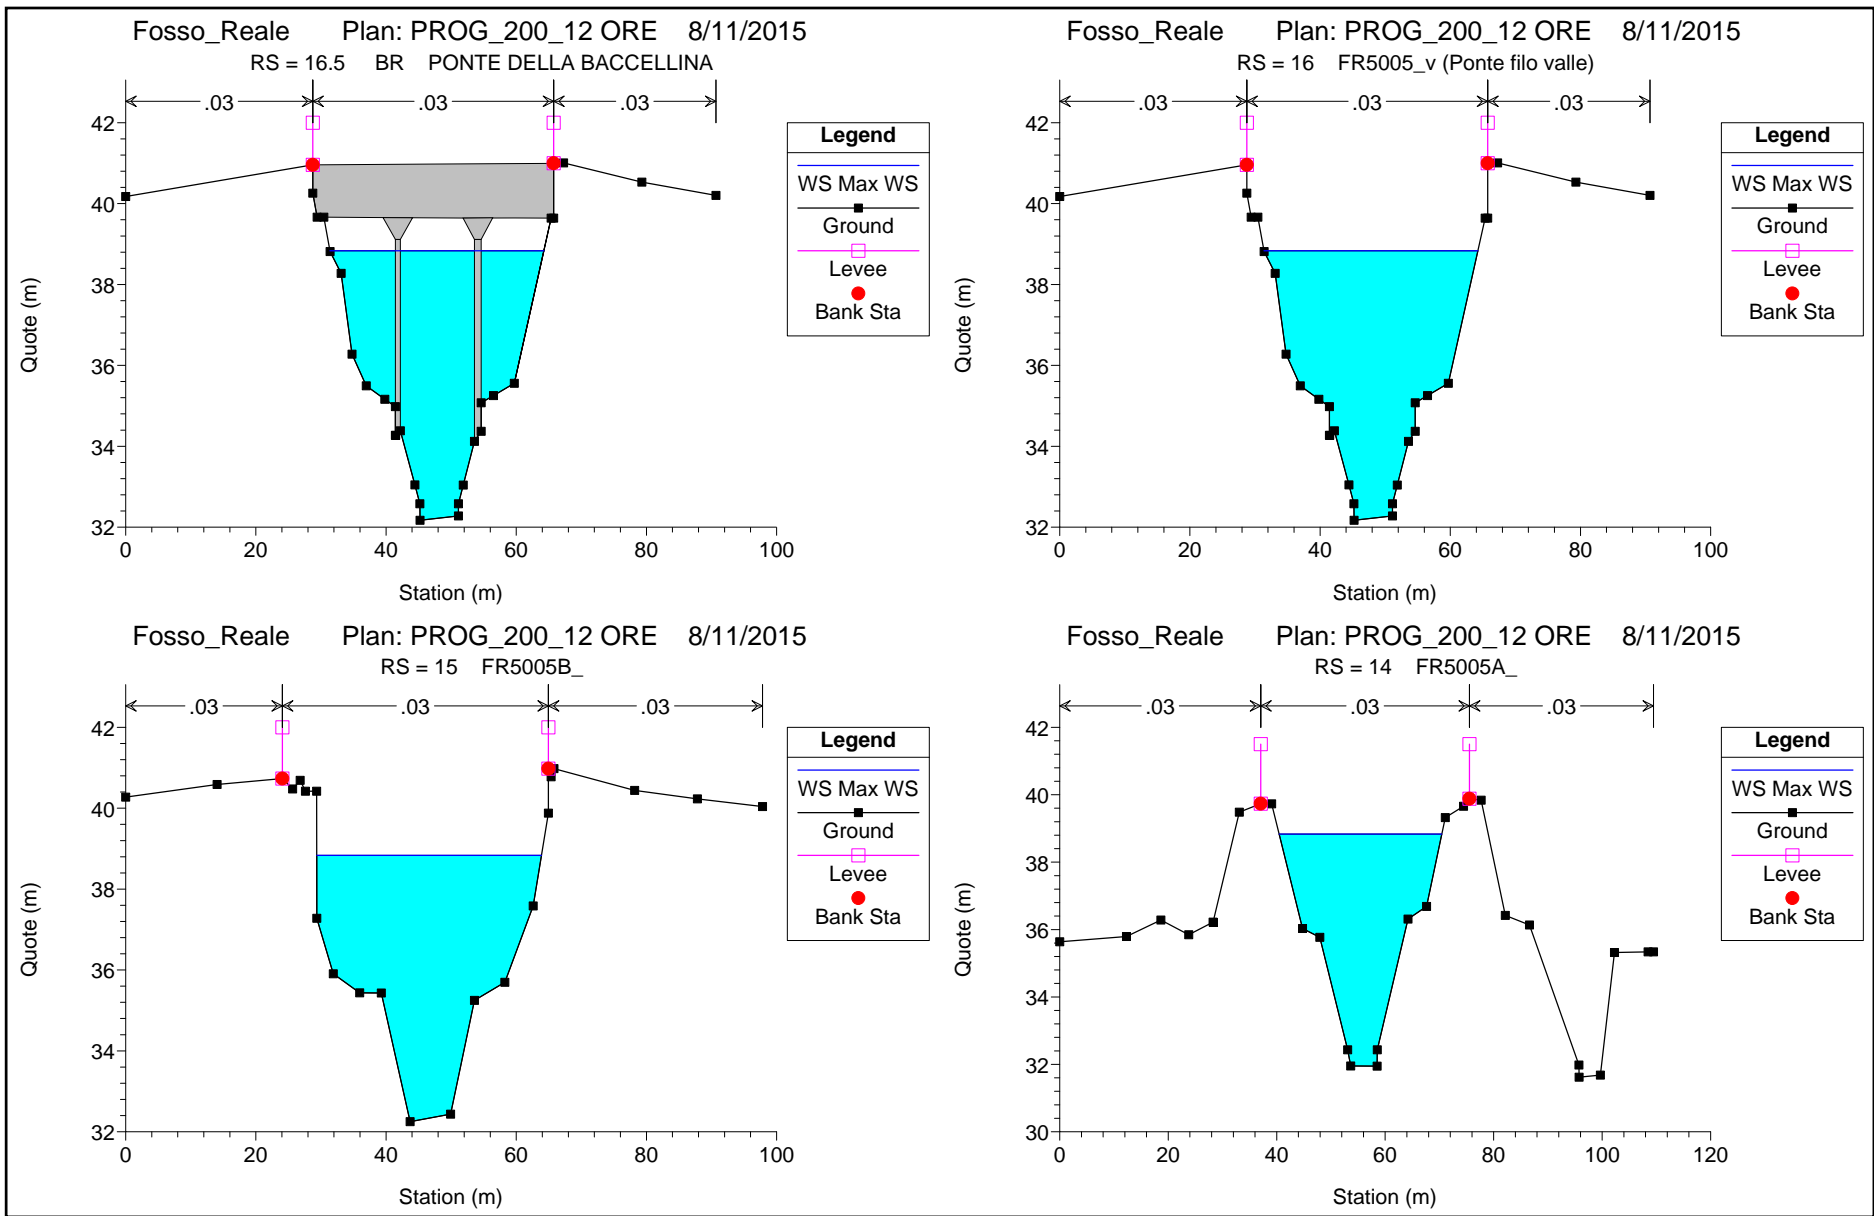 Fosso_Reale Plan: PROG_200_12 ORE 8/11/2015
RS = 16.5 BR PONTE DELLA BACCELLINA
.03 .03 .03
42
40
38
36
34
32
0 20 40 60 80 100
Quote (m)
Station (m)
Legend
WS Max WS
Ground
Levee
Bank Sta
Fosso_Reale Plan: PROG_200_12 ORE 8/11/2015
RS = 16 FR5005_v (Ponte filo valle)
.03 .03 .03
42
40
38
36
34
32
0 20 40 60 80 100
Quote (m)
Station (m)
Legend
WS Max WS
Ground
Levee
Bank Sta
Fosso_Reale Plan: PROG_200_12 ORE 8/11/2015
RS = 15 FR5005B_
.03 .03 .03
42
40
38
36
34
32
0 20 40 60 80 100
Quote (m)
Station (m)
Legend
WS Max WS
Ground
Levee
Bank Sta
Fosso_Reale Plan: PROG_200_12 ORE 8/11/2015
RS = 14 FR5005A_
.03 .03 .03
42
40
38
36
34
32
30
0 20 40 60 80 100 120
Quote (m)
Station (m)
Legend
WS Max WS
Ground
Levee
Bank Sta